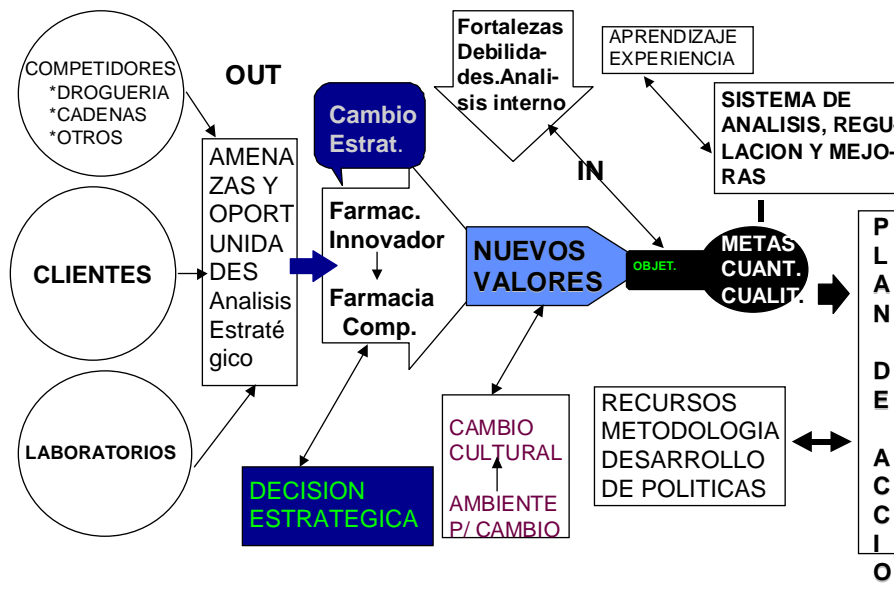 COMPETIDORES
*DROGUERIA
*CADENAS
*OTROS
OUT
CLIENTES
LABORATORIOS
AMENA
ZAS Y
OPORT
UNIDA
DES
Analisis
Estraté
gico
Cambio
Estrat.
Farmac.
Innovador
Farmacia
Comp.
DECISION
ESTRATEGICA
Fortalezas
Debilida-
des.Anali-
sis interno
IN
NUEVOS
VALORES
CAMBIO
CULTURAL
AMBIENTE
P/ CAMBIO
APRENDIZAJE
EXPERIENCIA
SISTEMA DE
ANALISIS, REGU-
LACION Y MEJO-
RAS
OBJET.
METAS
CUANT.
CUALIT.
RECURSOS
METODOLOGIA
DESARROLLO
DE POLITICAS
P
L
A
N
D
E
A
C
C
I
O